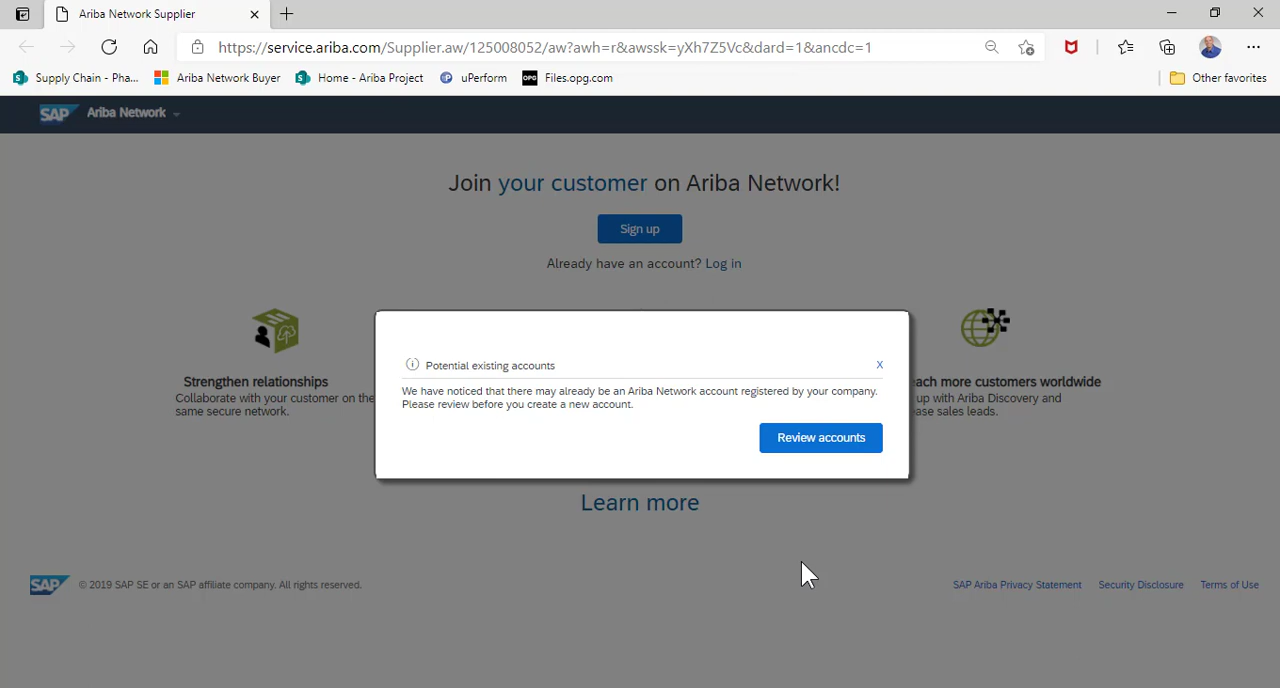 Ariba Network Supplier
https://service.ariba.com/Supplier.aw/125008052/aw?awh=r&awssk=yXh7Z5Vc&dard=1&ancdc=1
Supply Chain - Pha... Ariba Network Buyer Home - Ariba Project uPerform OPG Files.opg.com Other favorites
SAP Ariba Network
Join your customer on Ariba Network!
Sign up
Already have an account? Log in
Potential existing accounts X
We have noticed that there may already be an Ariba Network account registered by your company.
Please review before you create a new account.
Review accounts
Strengthen relationships
Collaborate with your customer on the
same secure network.
each more customers worldwide
up with Ariba Discovery and
ease sales leads.
Learn more
SAP © 2019 SAP SE or an SAP affiliate company. All rights reserved. SAP Ariba Privacy Statement Security Disclosure Terms of Use